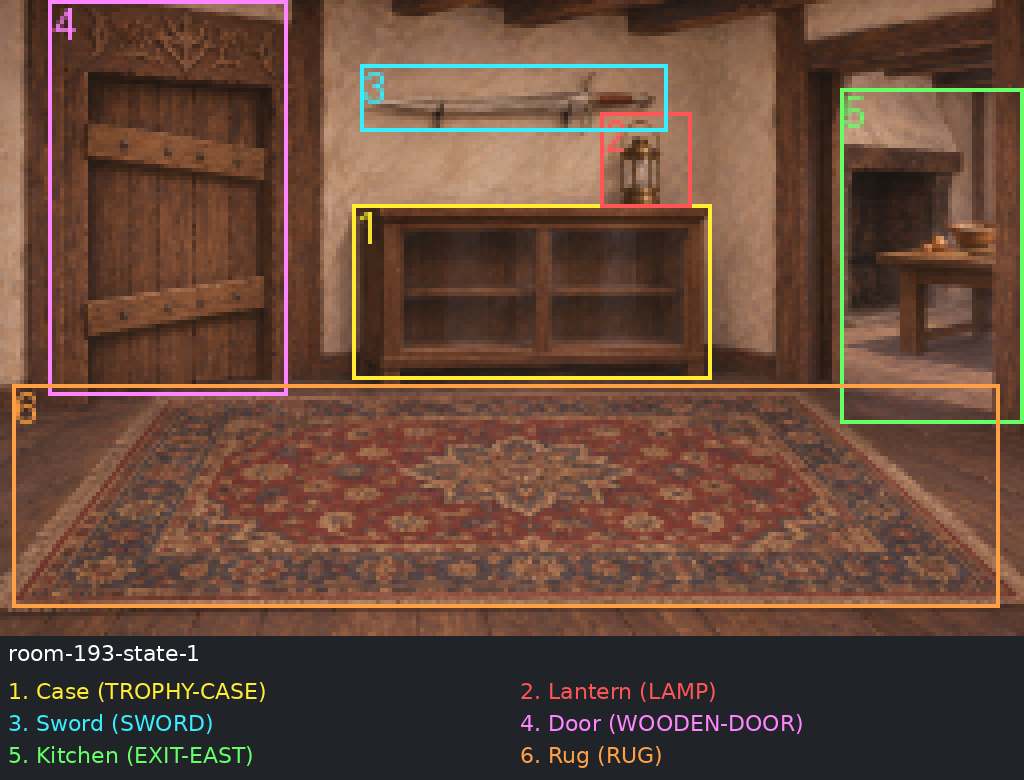 4
3
2
5
1
6
room-193-state-1
1. Case (TROPHY-CASE)
2. Lantern (LAMP)
3. Sword (SWORD)
4. Door (WOODEN-DOOR)
5. Kitchen (EXIT-EAST)
6. Rug (RUG)